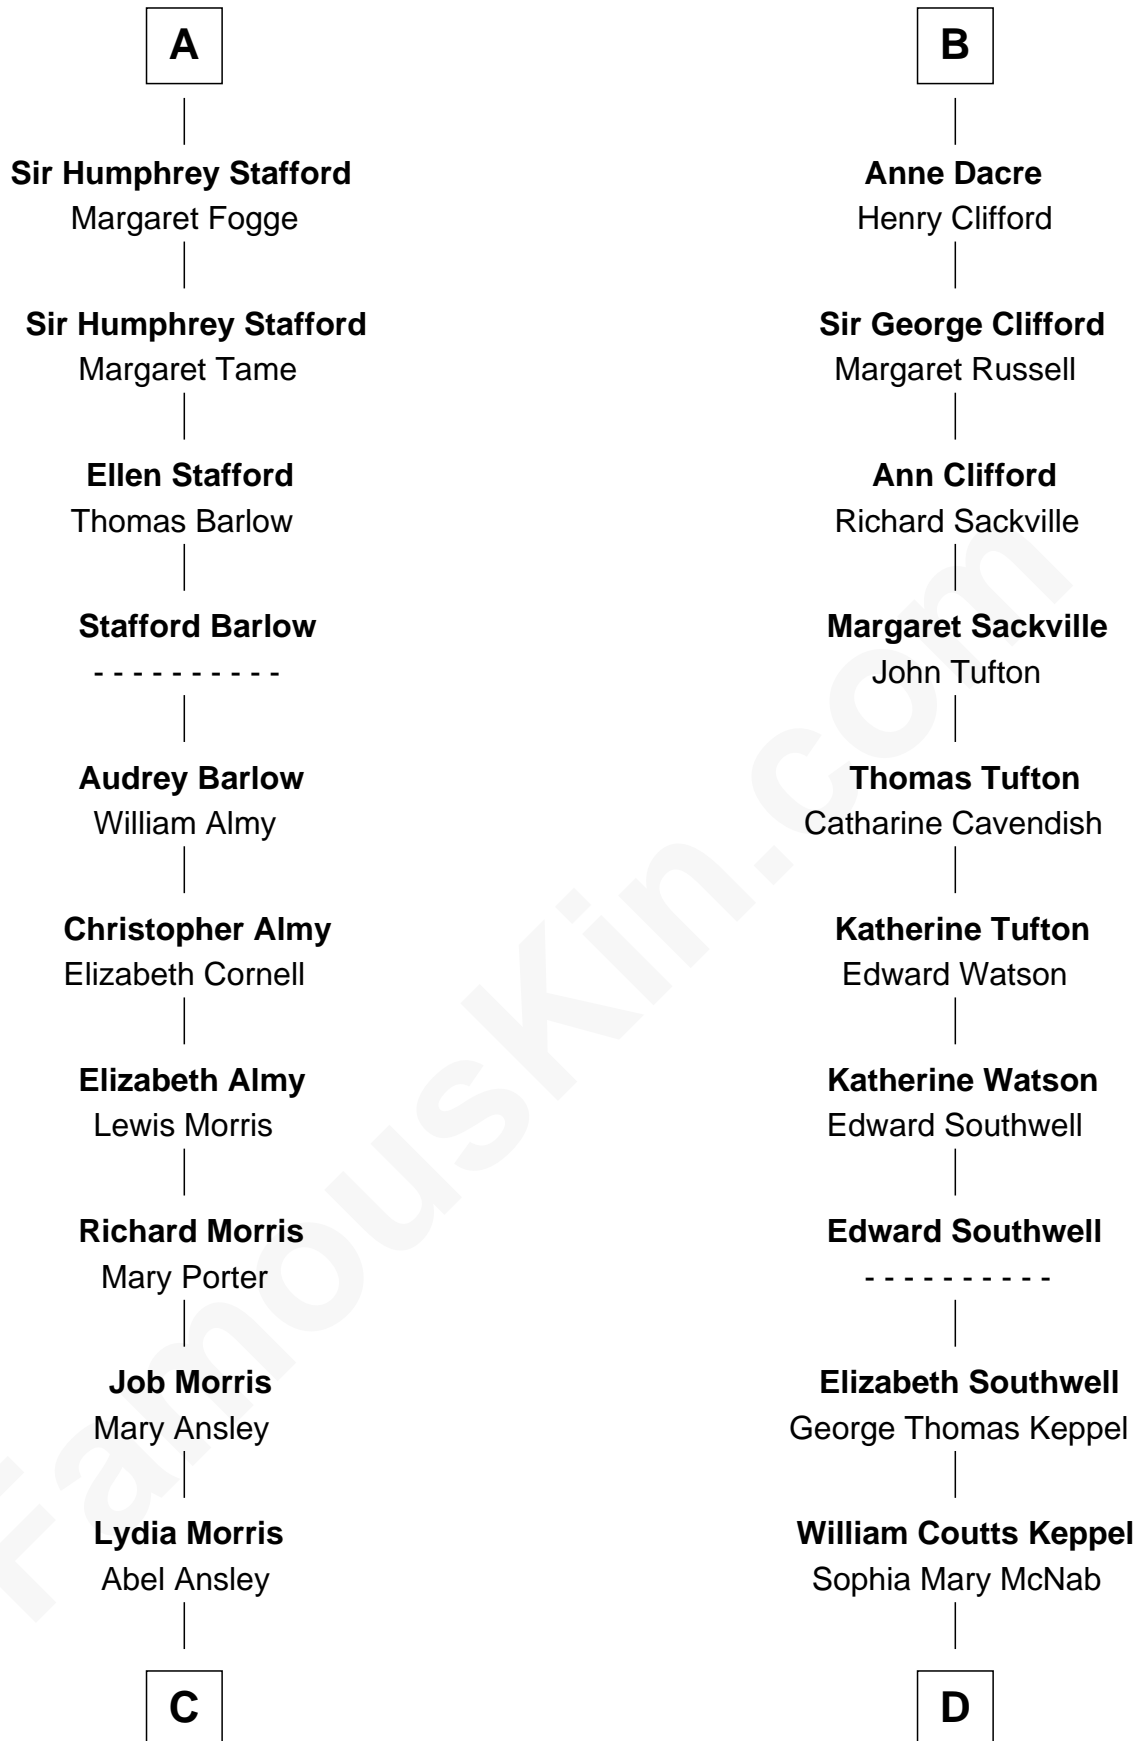 A
Sir Humphrey Stafford
Margaret Fogge
Sir Humphrey Stafford
Margaret Tame
Ellen Stafford
Thomas Barlow
Stafford Barlow
- - - - - - - - - -
Audrey Barlow
William Almy
Christopher Almy
Elizabeth Cornell
Elizabeth Almy
Lewis Morris
Richard Morris
Mary Porter
Job Morris
Mary Ansley
Lydia Morris
Abel Ansley
C
B
Anne Dacre
Henry Clifford
Sir George Clifford
Margaret Russell
Ann Clifford
Richard Sackville
Margaret Sackville
John Tufton
Thomas Tufton
Catharine Cavendish
Katherine Tufton
Edward Watson
Katherine Watson
Edward Southwell
Edward Southwell
- - - - - - - - - -
Elizabeth Southwell
George Thomas Keppel
William Coutts Keppel
Sophia Mary McNab
D
FamousKin.com